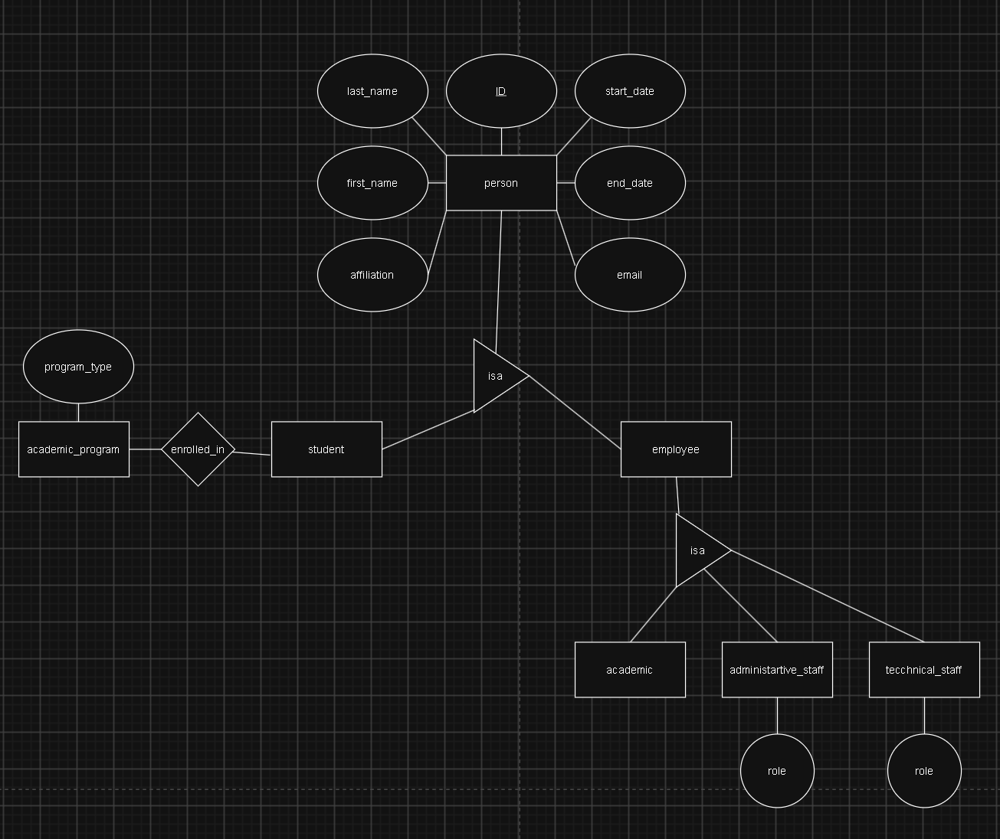 last_name
ID
start_date
first_name
person
end_date
affiliation
email
program_type
isa
academic_program
enrolled_in
student
employee
isa
academic
administartive_staff
tecchnical_staff
role
role